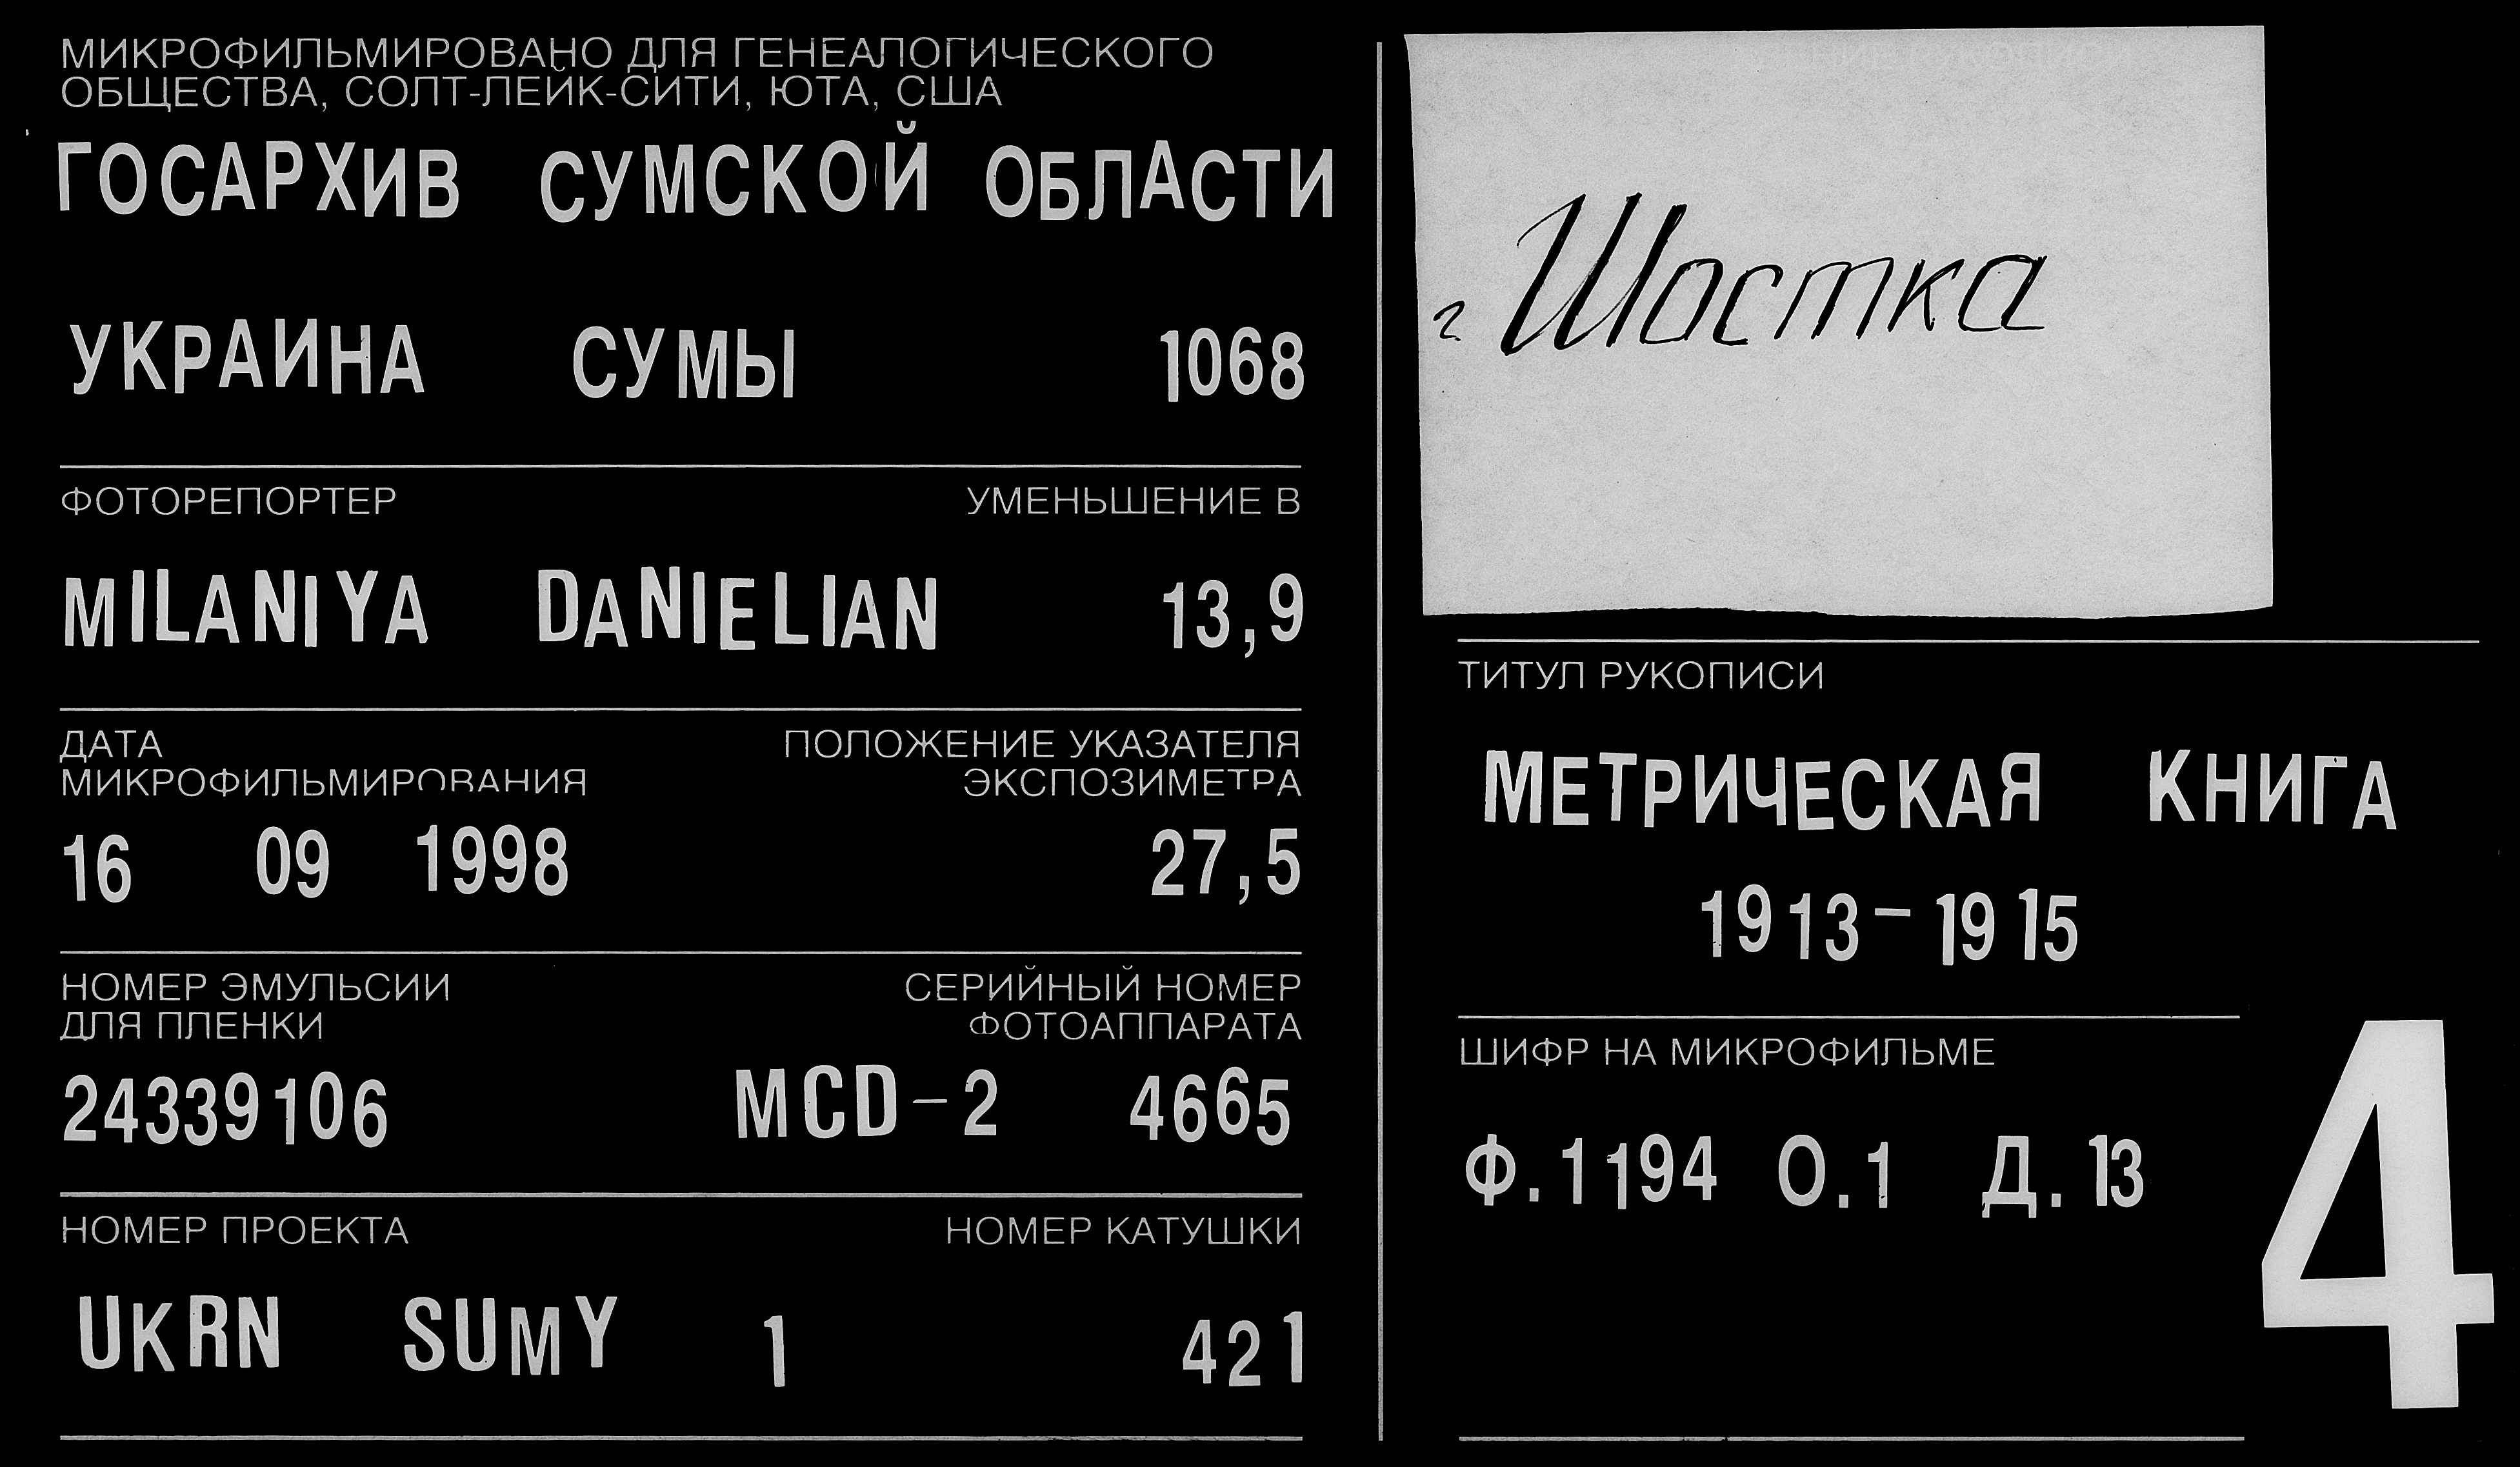 МИКРОФИЛЬМИРОВАНО ДЛЯ ГЕНЕАЛОГИЧЕСКОГО
ОБЩЕСТВА, СОЛТ-ЛЕЙК-СИТИ, ЮТА, США
ГОСАРХИВ СУМСКОЙ ОБЛАСТИ
УКРАИНА СУМЫ 1068
ФОТОРЕПОРТЕР УМЕНЬШЕНИЕ В
MILANIYA DANIELIAN 13,9
ДАТА ПОЛОЖЕНИЕ УКАЗАТЕЛЯ
МИКРОФИЛЬМИРОВАНИЯ ЭКСПОЗИМЕТРА
16 09 1998 27,5
НОМЕР ЭМУЛЬСИИ СЕРИЙНЫЙ НОМЕР
ДЛЯ ПЛЕНКИ ФОТОАППАРАТА
24339106 MCD-2 4665
НОМЕР ПРОЕКТА НОМЕР КАТУШКИ
UKRN SUMY 1 421
г. Шостка
ТИТУЛ РУКОПИСИ
МЕТРИЧЕСКАЯ КНИГА
1913-1915
ШИФР НА МИКРОФИЛЬМЕ
Ф.1194 О.1 Д.13
4